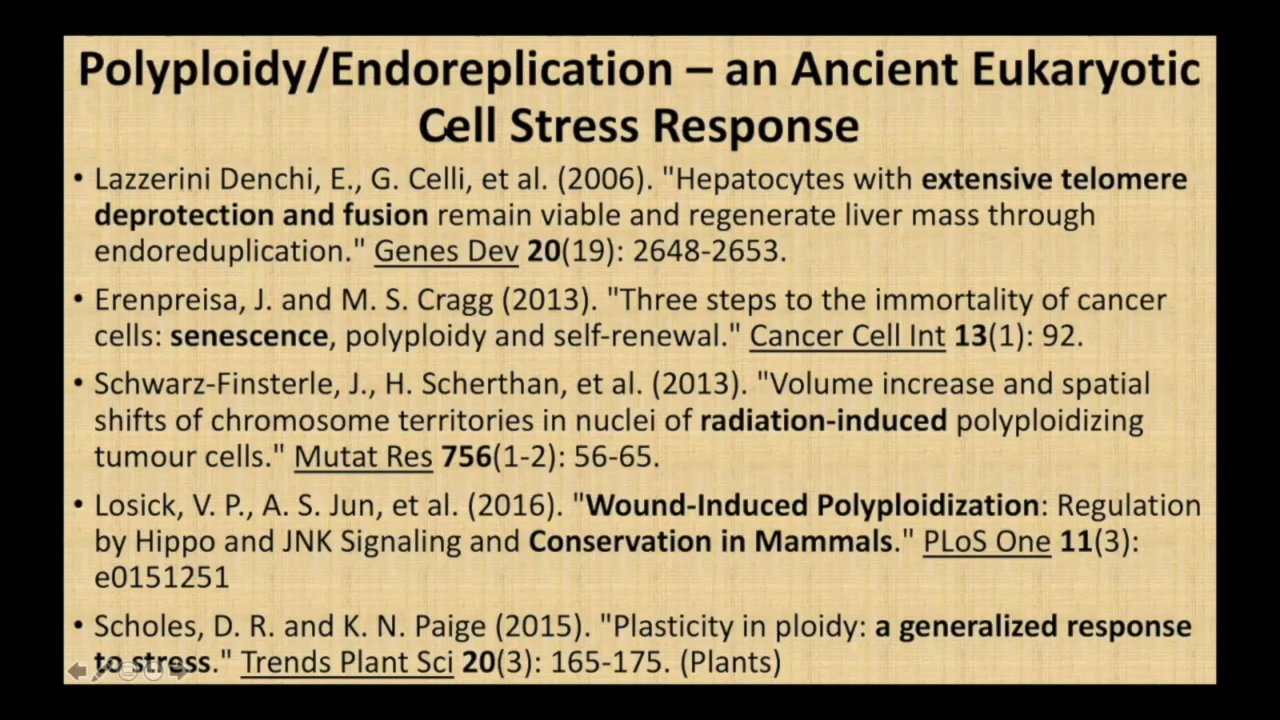 Polyploidy/Endoreplication – an Ancient Eukaryotic
Cell Stress Response
• Lazzerini Denchi, E., G. Celli, et al. (2006). "Hepatocytes with extensive telomere
deprotection and fusion remain viable and regenerate liver mass through
endoreduplication." Genes Dev 20(19): 2648-2653.
• Erenpreisa, J. and M. S. Cragg (2013). "Three steps to the immortality of cancer
cells: senescence, polyploidy and self-renewal." Cancer Cell Int 13(1): 92.
• Schwarz-Finsterle, J., H. Scherthan, et al. (2013). "Volume increase and spatial
shifts of chromosome territories in nuclei of radiation-induced polyploidizing
tumour cells." Mutat Res 756(1-2): 56-65.
• Losick, V. P., A. S. Jun, et al. (2016). "Wound-Induced Polyploidization: Regulation
by Hippo and JNK Signaling and Conservation in Mammals." PLoS One 11(3):
e0151251
• Scholes, D. R. and K. N. Paige (2015). "Plasticity in ploidy: a generalized response
to stress." Trends Plant Sci 20(3): 165-175. (Plants)